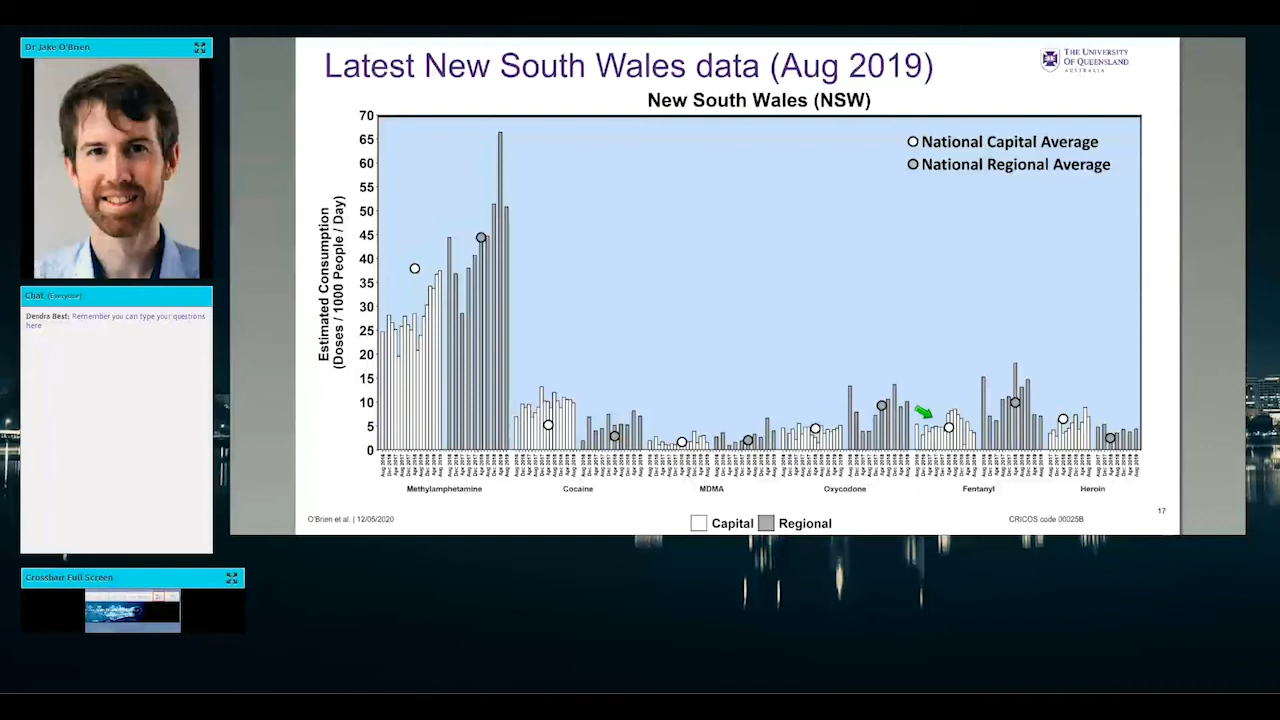 Dr Jake O'Brien
Chat (Everyone)
Dendra Best: Remember you can type your questions
here
Crosshair Full Screen
Latest New South Wales data (Aug 2019)
THE UNIVERSITY
OF QUEENSLAND
AUSTRALIA
New South Wales (NSW)
National Capital Average
National Regional Average
Estimated Consumption
(Doses / 1000 People / Day)
70
65
60
55
50
45
40
35
30
25
20
15
10
5
0
Methylamphetamine
Cocaine
MDMA
Oxycodone
Fentanyl
Heroin
Capital
Regional
O'Brien et al. | 12/05/2020
CRICOS code 00025B
17